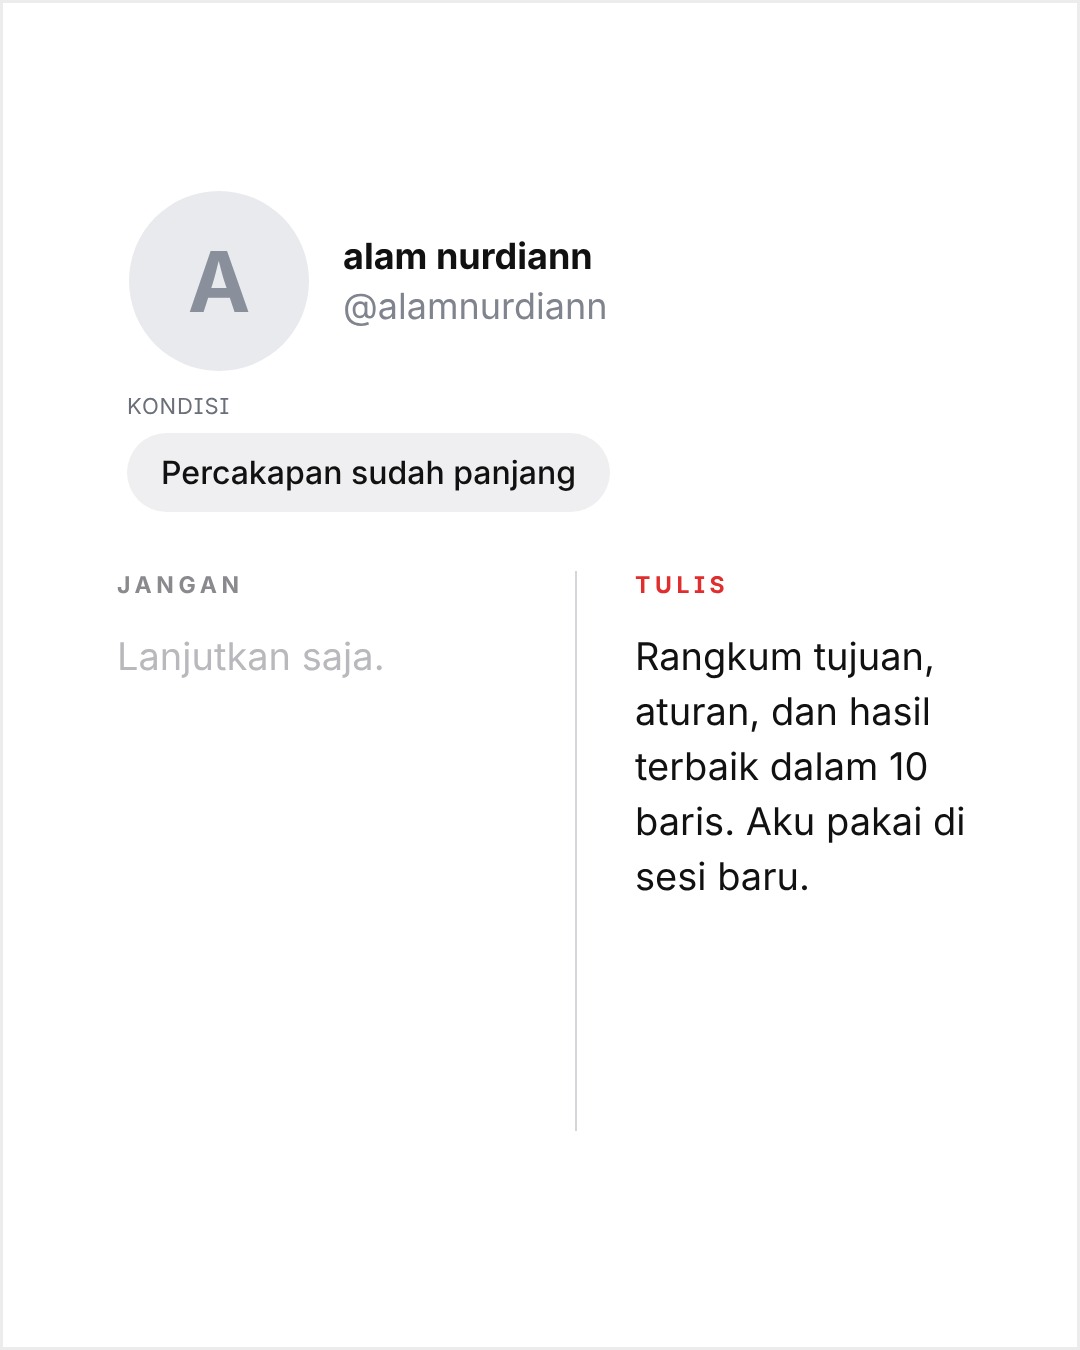 A
alam nurdiann
@alamnurdiann
KONDISI
Percakapan sudah panjang
JANGAN
Lanjutkan saja.
TULIS
Rangkum tujuan,
aturan, dan hasil
terbaik dalam 10
baris. Aku pakai di
sesi baru.